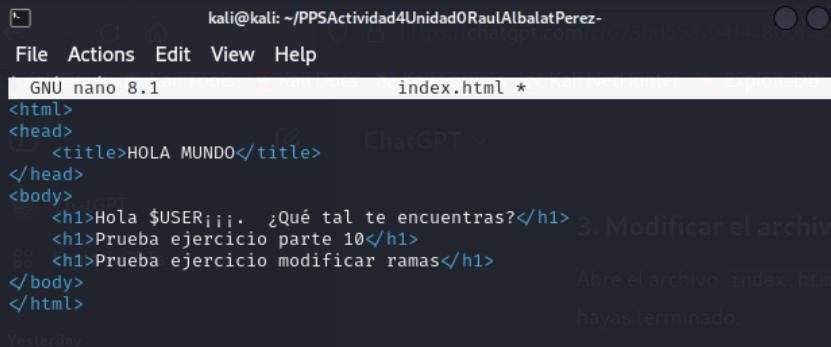 kali@kali: ~/PPSActividad4Unidad0RaulAlbalatPerez-
File Actions Edit View Help
GNU nano 8.1 index.html *
<html>
<head>
<title>HOLA MUNDO</title>
</head>
<body>
<h1>Hola $USER¡¡¡.  ¿Qué tal te encuentras?</h1>
<h1>Prueba ejercicio parte 10</h1>
<h1>Prueba ejercicio modificar ramas</h1>
</body>
</html>
ChatGPT
ChatGPT
3. Modificar el archiv
Abre el archivo index.htm
hayas terminado.
Yesterday